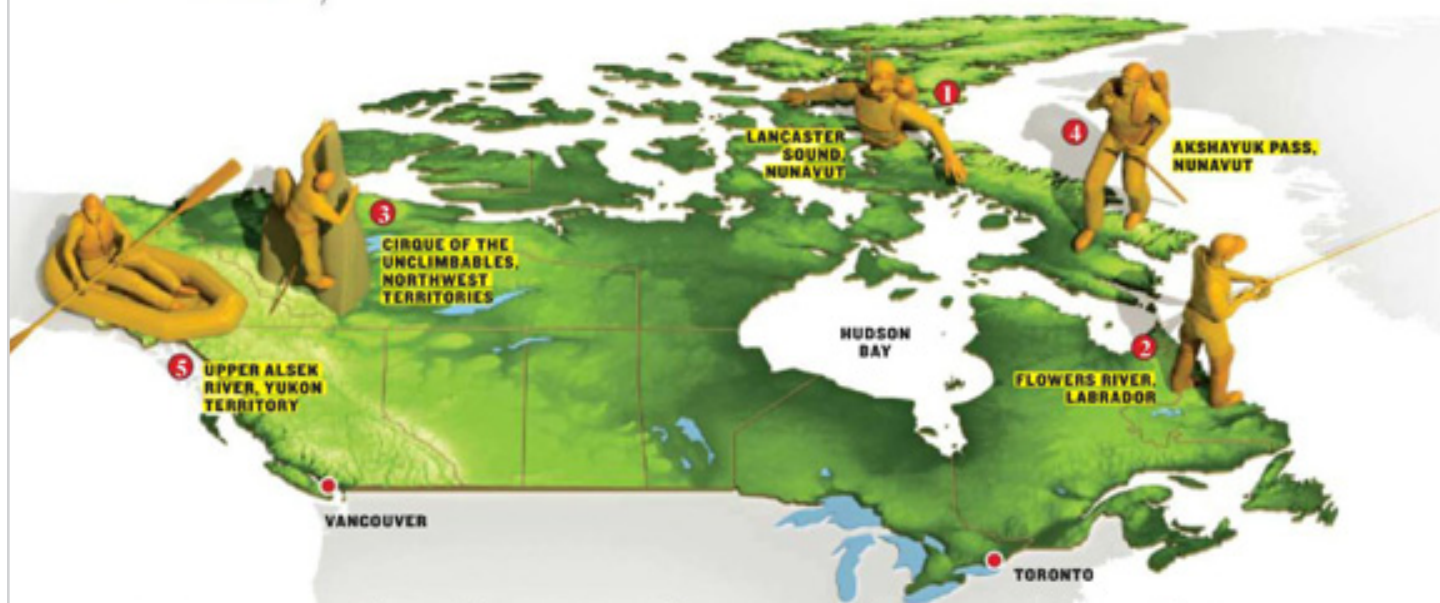 1
LANCASTER
SOUND,
NUNAVUT
4
AKSHAYUK PASS,
NUNAVUT
3
CIRQUE OF THE
UNCLIMBABLES,
NORTHWEST
TERRITORIES
HUDSON
BAY
2
FLOWERS RIVER,
LABRADOR
5
UPPER ALSEK
RIVER, YUKON
TERRITORY
VANCOUVER
TORONTO